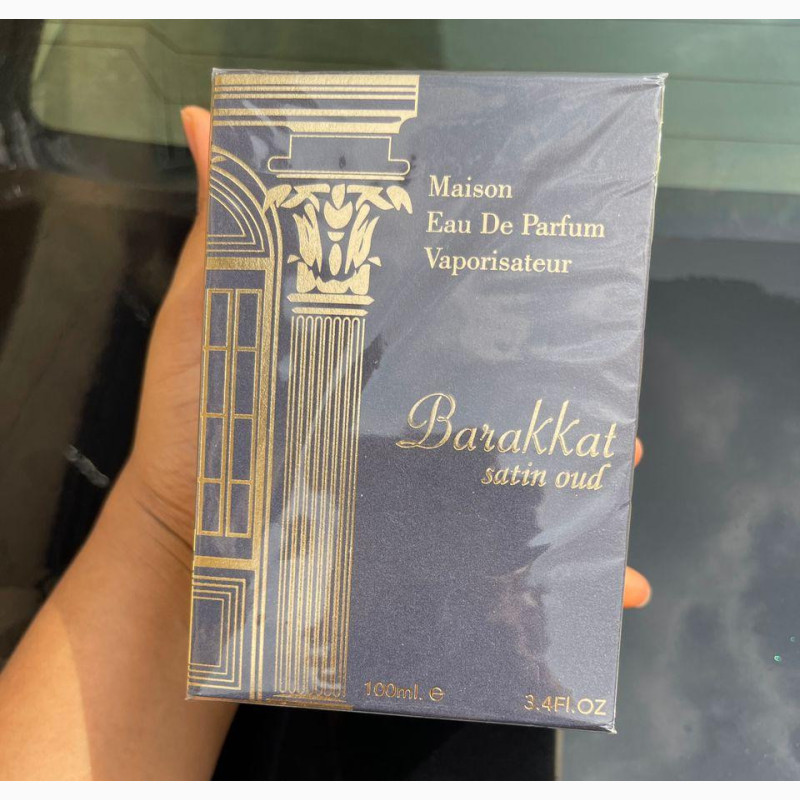 Maison
Eau De Parfum
Vaporisateur
Barakkat
satin oud
100ml. e
3.4Fl.OZ